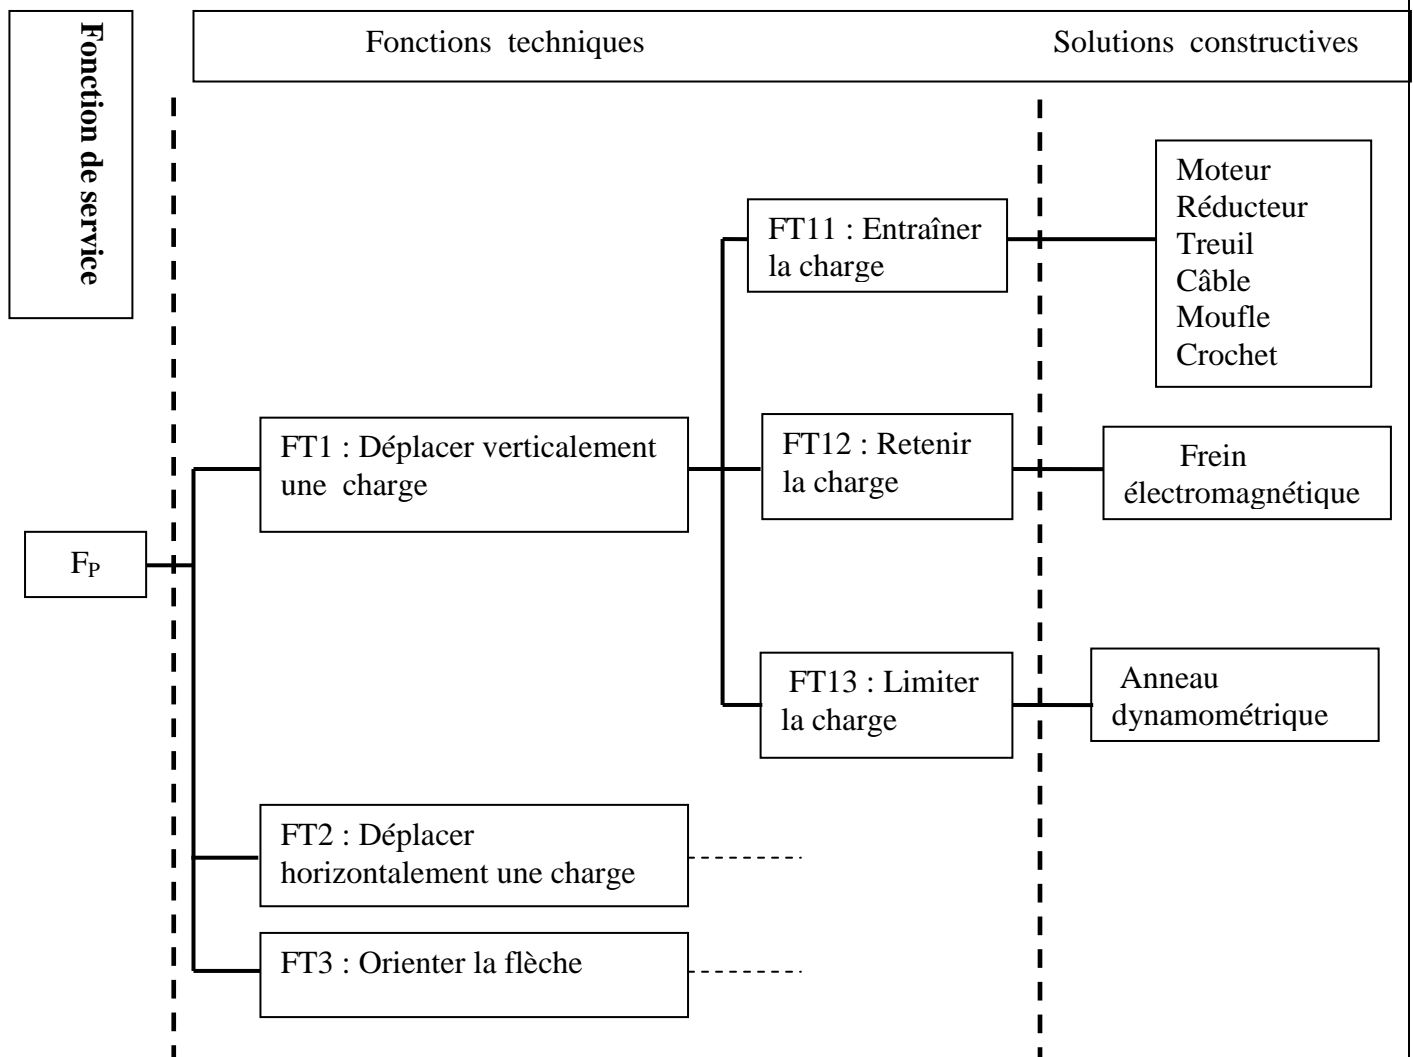 Fonction de service
Fonctions techniques
Solutions constructives
FT11 : Entraîner
la charge
Moteur
Réducteur
Treuil
Câble
Moufle
Crochet
FT1 : Déplacer verticalement
une charge
FT12 : Retenir
la charge
Frein
électromagnétique
FP
FT13 : Limiter
la charge
Anneau
dynamométrique
FT2 : Déplacer
horizontalement une charge
FT3 : Orienter la flèche